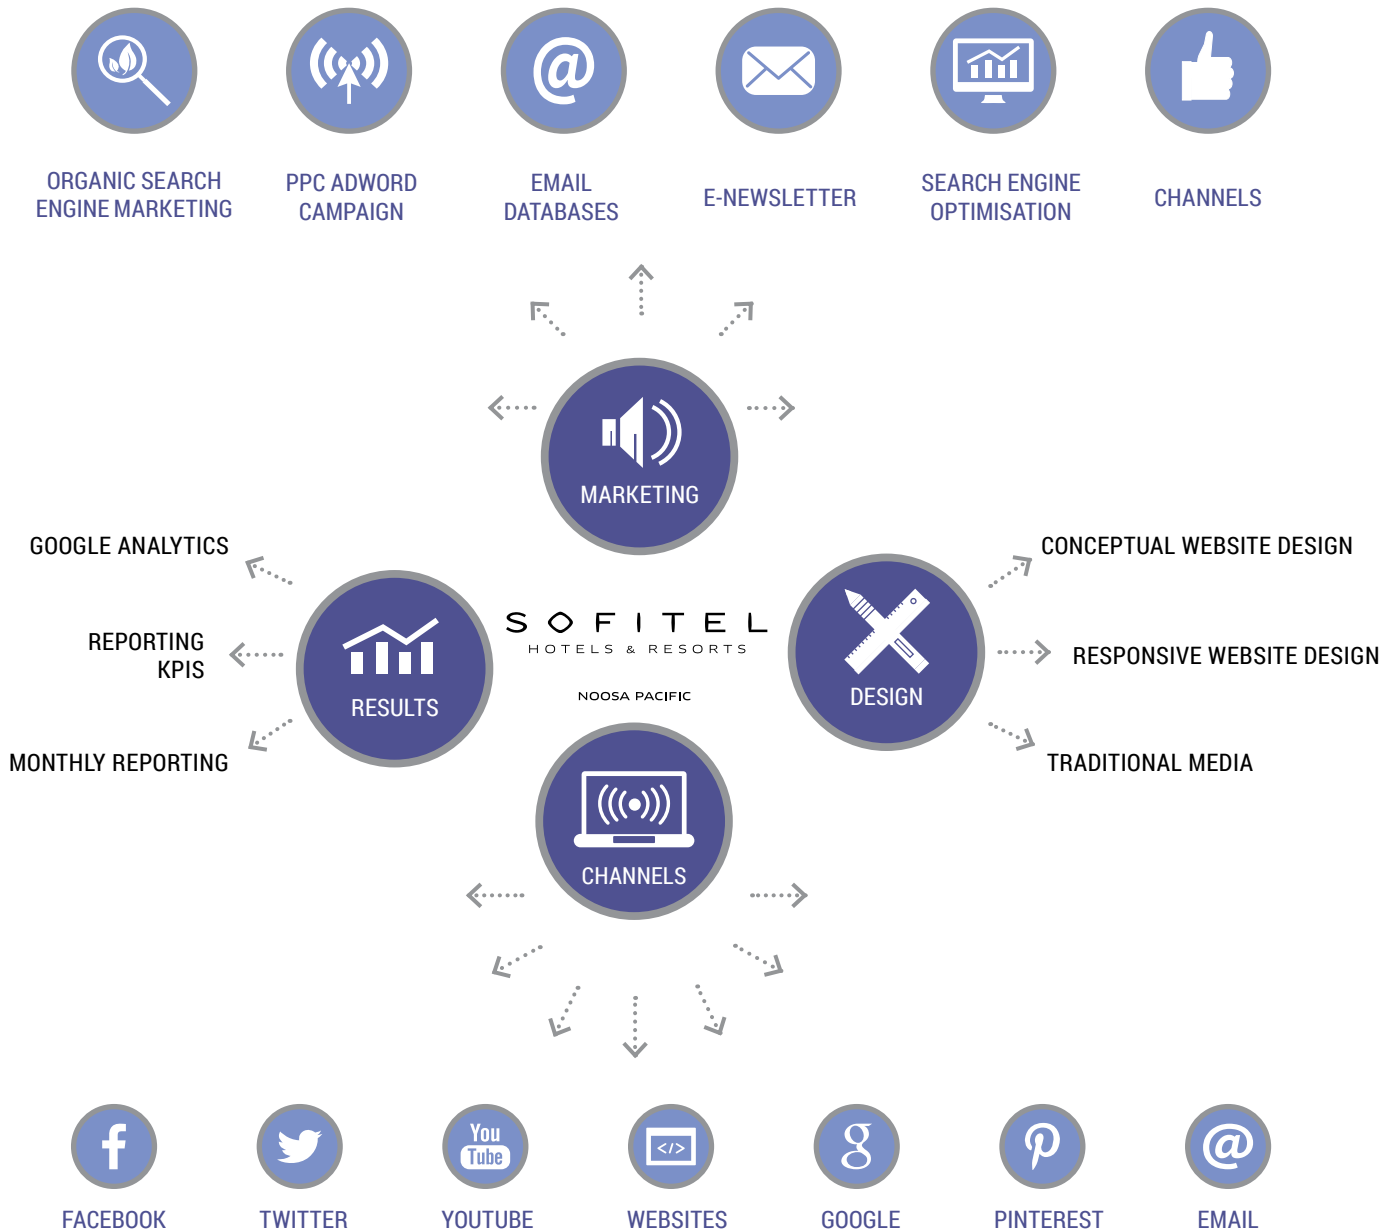 ORGANIC SEARCH
ENGINE MARKETING
PPC ADWORD
CAMPAIGN
@
EMAIL
DATABASES
E-NEWSLETTER
SEARCH ENGINE
OPTIMISATION
CHANNELS
MARKETING
GOOGLE ANALYTICS
REPORTING
KPIS
MONTHLY REPORTING
RESULTS
SOFITEL
HOTELS & RESORTS
NOOSA PACIFIC
DESIGN
CONCEPTUAL WEBSITE DESIGN
RESPONSIVE WEBSITE DESIGN
TRADITIONAL MEDIA
CHANNELS
f
FACEBOOK
TWITTER
You
Tube
YOUTUBE
</>
WEBSITES
g
GOOGLE
p
PINTEREST
@
EMAIL